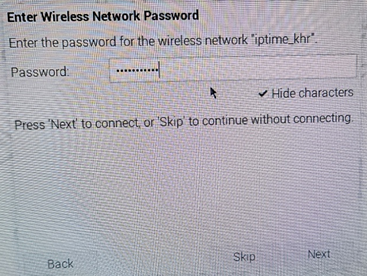 Enter Wireless Network Password
Enter the password for the wireless network "iptime_khr".
Password: •••••••••••
✓ Hide characters
Press 'Next' to connect, or 'Skip' to continue without connecting.
Back Skip Next